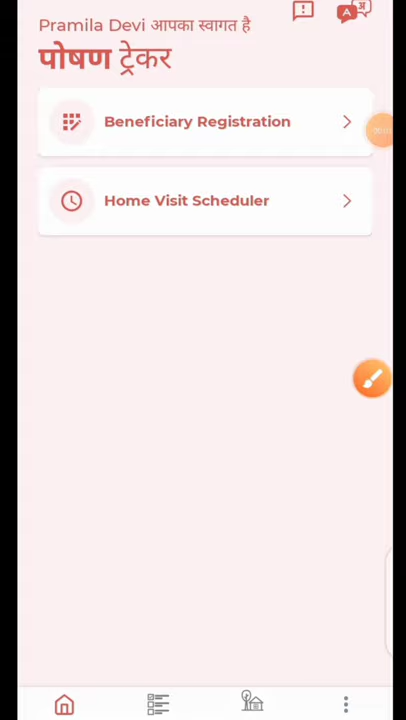 Pramila Devi आपका स्वागत है
पोषण ट्रेकर
Beneficiary Registration
Home Visit Scheduler